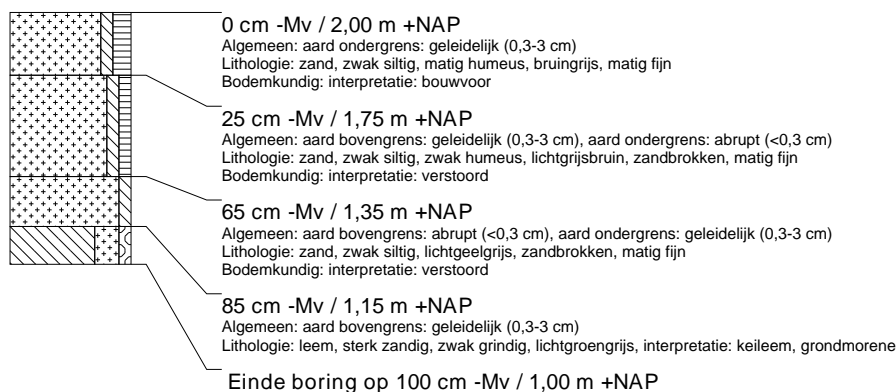 0 cm -Mv / 2,00 m +NAP
Algemeen: aard ondergrens: geleidelijk (0,3-3 cm)
Lithologie: zand, zwak siltig, matig humeus, bruingrijs, matig fijn
Bodemkundig: interpretatie: bouwvoor
25 cm -Mv / 1,75 m +NAP
Algemeen: aard bovengrens: geleidelijk (0,3-3 cm), aard ondergrens: abrupt (<0,3 cm)
Lithologie: zand, zwak siltig, zwak humeus, lichtgrijsbruin, zandbrokken, matig fijn
Bodemkundig: interpretatie: verstoord
65 cm -Mv / 1,35 m +NAP
Algemeen: aard bovengrens: abrupt (<0,3 cm), aard ondergrens: geleidelijk (0,3-3 cm)
Lithologie: zand, zwak siltig, lichtgeelgrijs, zandbrokken, matig fijn
Bodemkundig: interpretatie: verstoord
85 cm -Mv / 1,15 m +NAP
Algemeen: aard bovengrens: geleidelijk (0,3-3 cm)
Lithologie: leem, sterk zandig, zwak grindig, lichtgroengrijs, interpretatie: keileem, grondmorene
Einde boring op 100 cm -Mv / 1,00 m +NAP